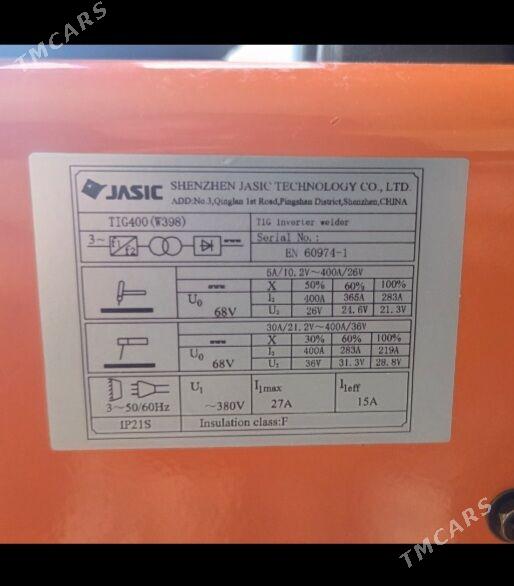 TMCARS
JASIC SHENZHEN JASIC TECHNOLOGY CO., LTD.
ADD:No.3,Qinglan 1st Road,Pingshan District,Shenzhen,CHINA
TIG400(W398) TIG inverter welder
Serial No.:
3~ f1 f2 EN 60974-1
5A/10.2V~400A/26V
X 50% 60% 100%
U0 68V I2 400A 365A 283A
U2 26V 24.6V 21.3V
30A/21.2V~400A/36V
X 30% 60% 100%
U0 68V I2 400A 283A 219A
U2 36V 31.3V 28.8V
3~50/60Hz U1 ~380V I1max 27A I1eff 15A
IP21S Insulation class:F
TMCARS